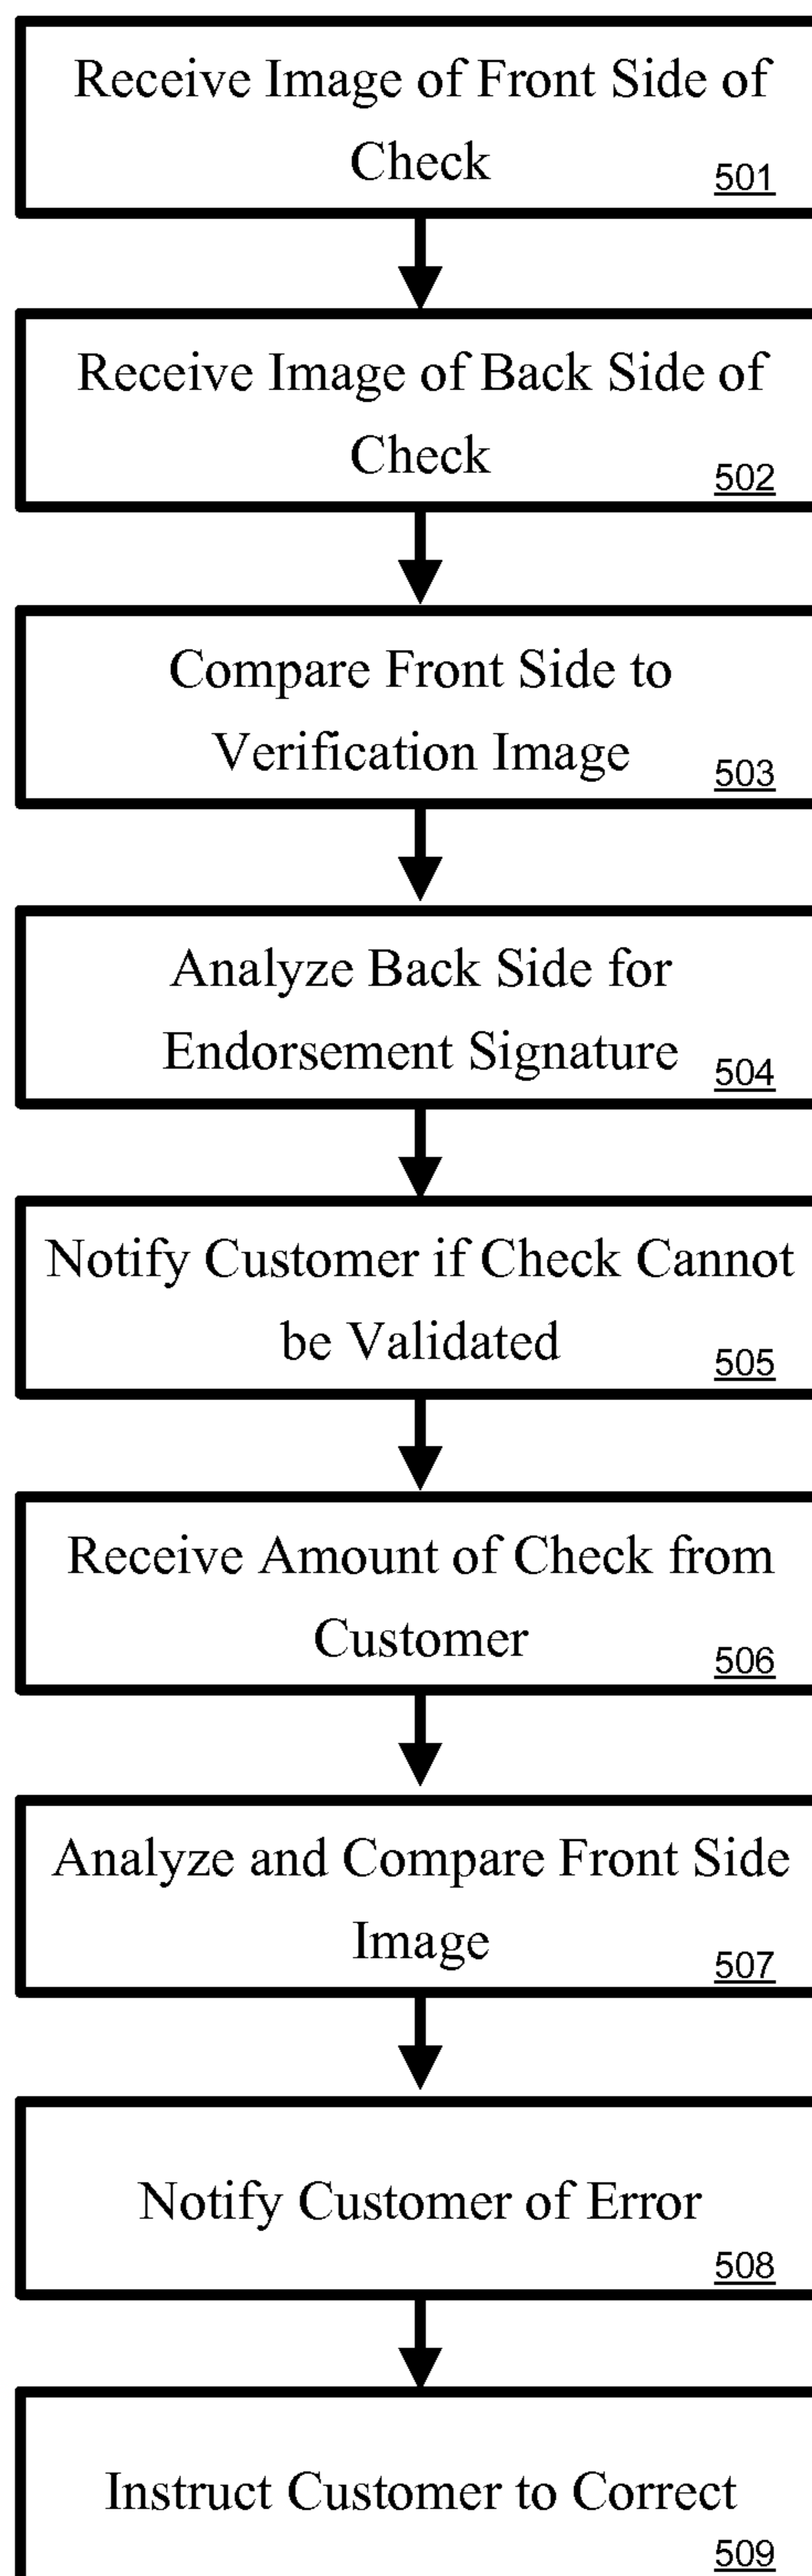 Receive Image of Front Side of
Check
501
Receive Image of Back Side of
Check
502
Compare Front Side to
Verification Image
503
Analyze Back Side for
Endorsement Signature
504
Notify Customer if Check Cannot
be Validated
505
Receive Amount of Check from
Customer
506
Analyze and Compare Front Side
Image
507
Notify Customer of Error
508
Instruct Customer to Correct
509